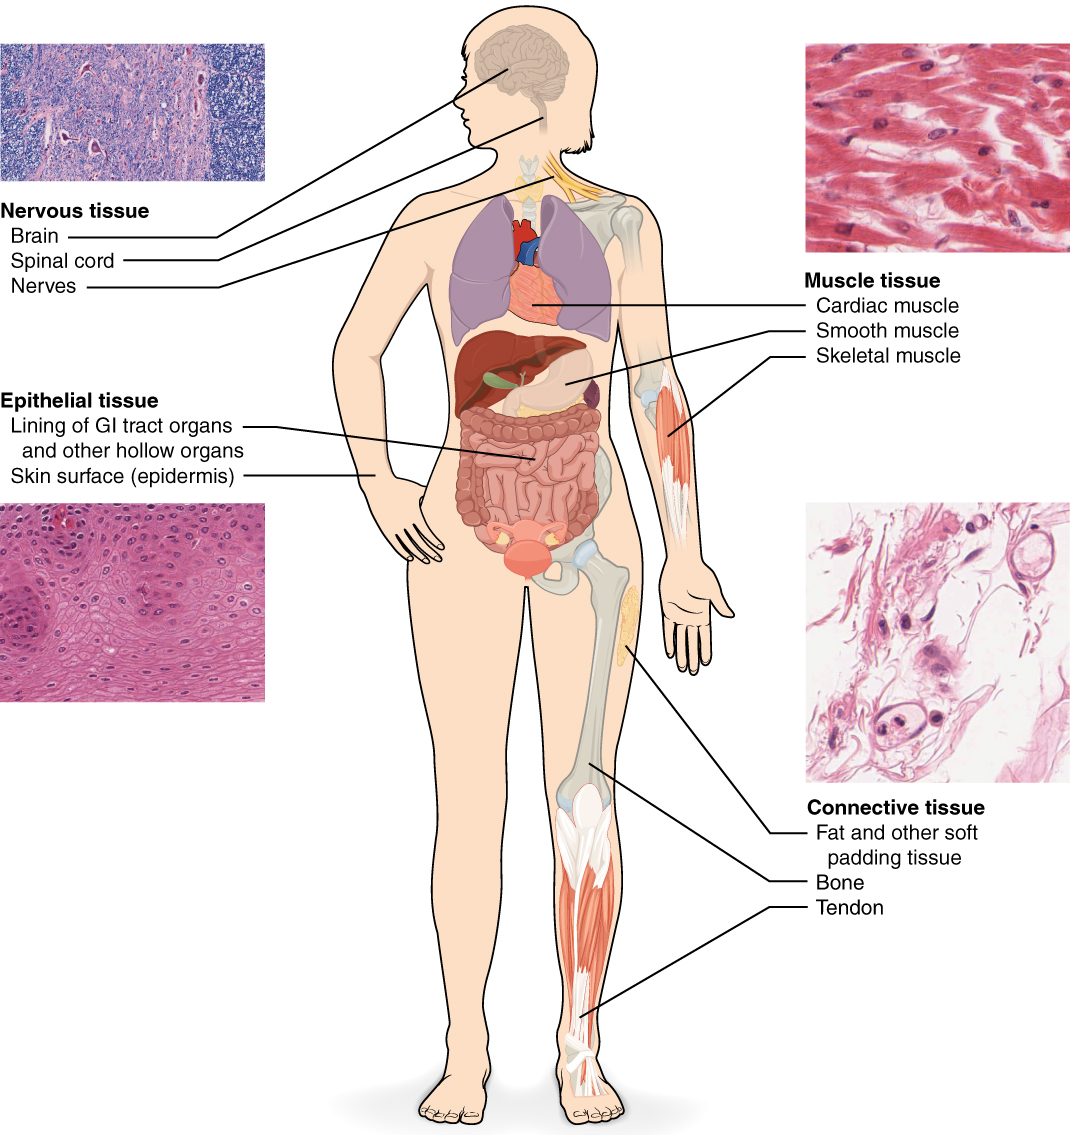 Nervous tissue
Brain
Spinal cord
Nerves
Epithelial tissue
Lining of GI tract organs
and other hollow organs
Skin surface (epidermis)
Muscle tissue
Cardiac muscle
Smooth muscle
Skeletal muscle
Connective tissue
Fat and other soft
padding tissue
Bone
Tendon